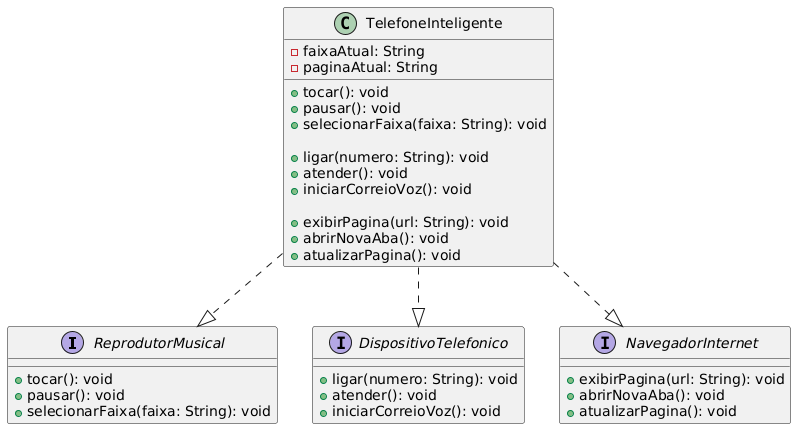 C TelefoneInteligente
faixaAtual: String
paginaAtual: String
tocar(): void
pausar(): void
selecionarFaixa(faixa: String): void
ligar(numero: String): void
atender(): void
iniciarCorreioVoz(): void
exibirPagina(url: String): void
abrirNovaAba(): void
atualizarPagina(): void
I ReprodutorMusical
tocar(): void
pausar(): void
selecionarFaixa(faixa: String): void
I DispositivoTelefonico
ligar(numero: String): void
atender(): void
iniciarCorreioVoz(): void
I NavegadorInternet
exibirPagina(url: String): void
abrirNovaAba(): void
atualizarPagina(): void